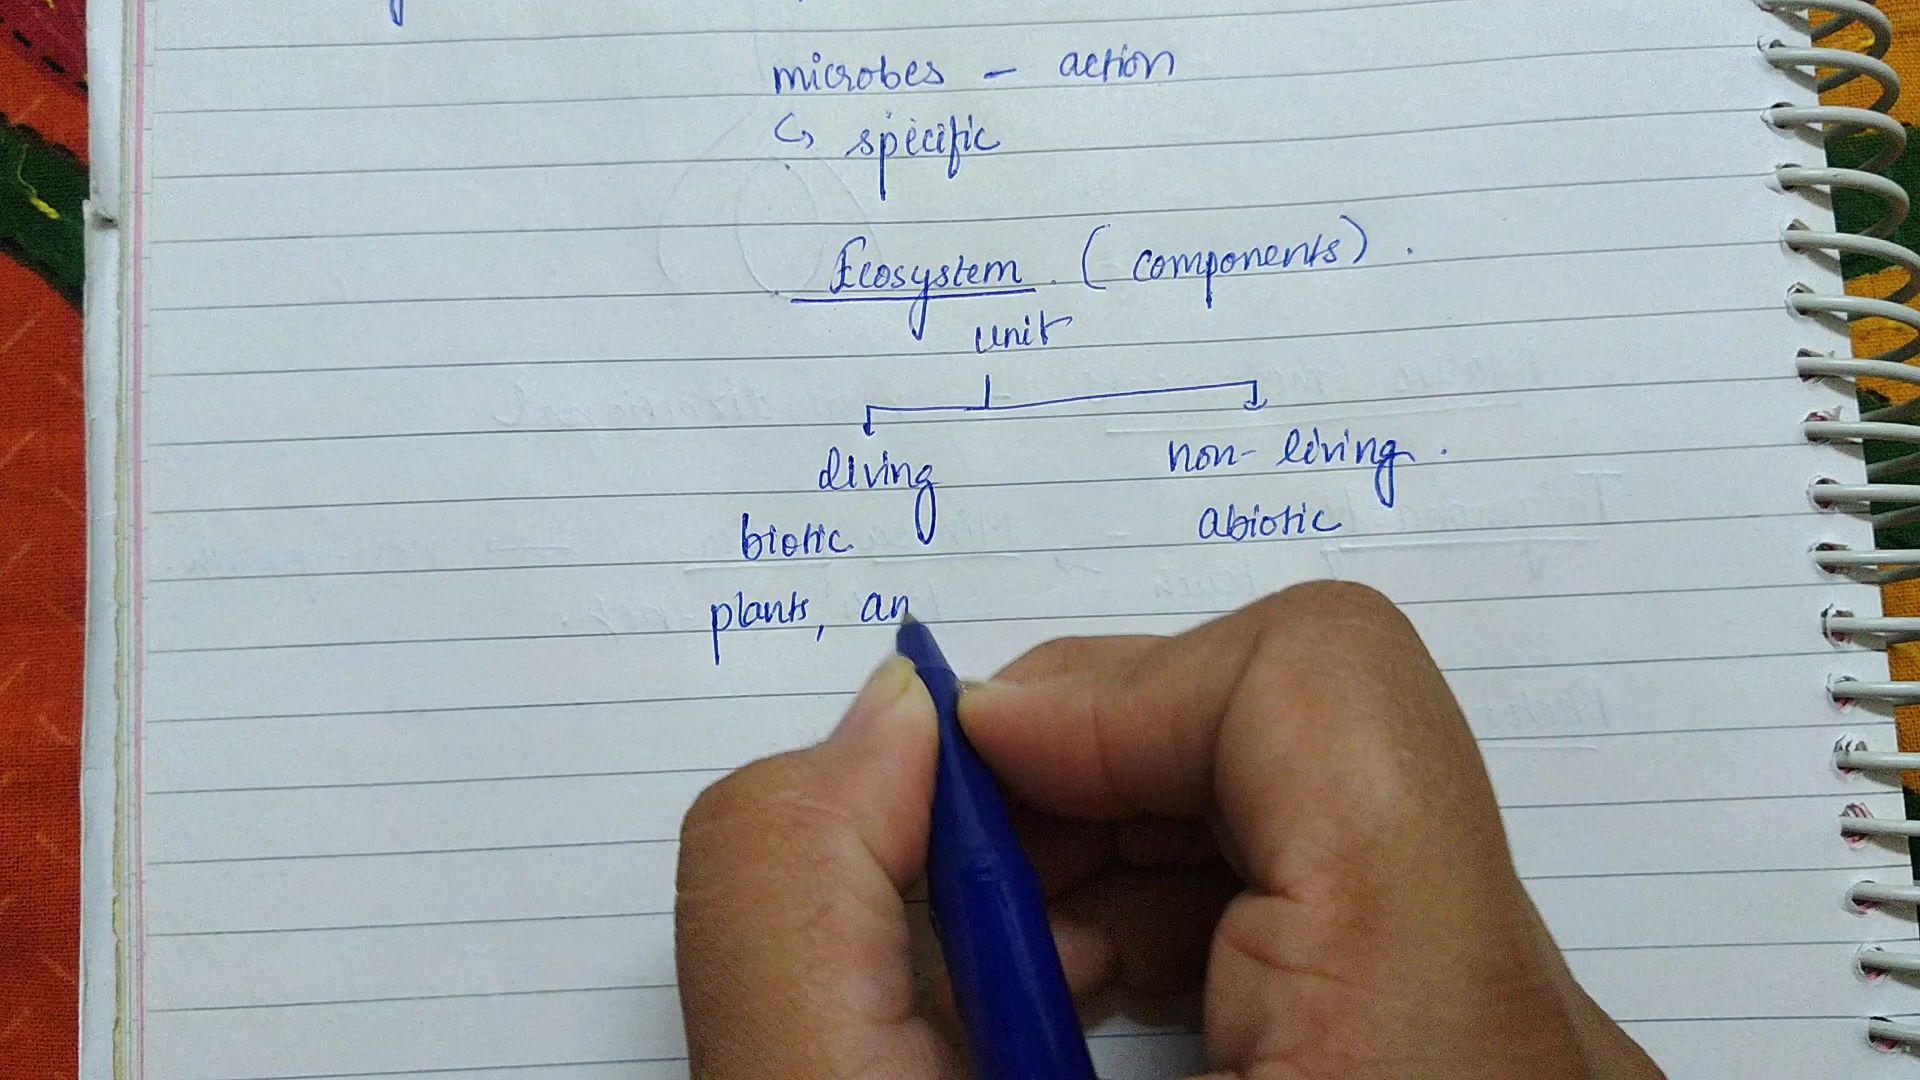 microbes - action
↳ specific
Ecosystem. (components).
unit
living non-living.
biotic abiotic
plants, an